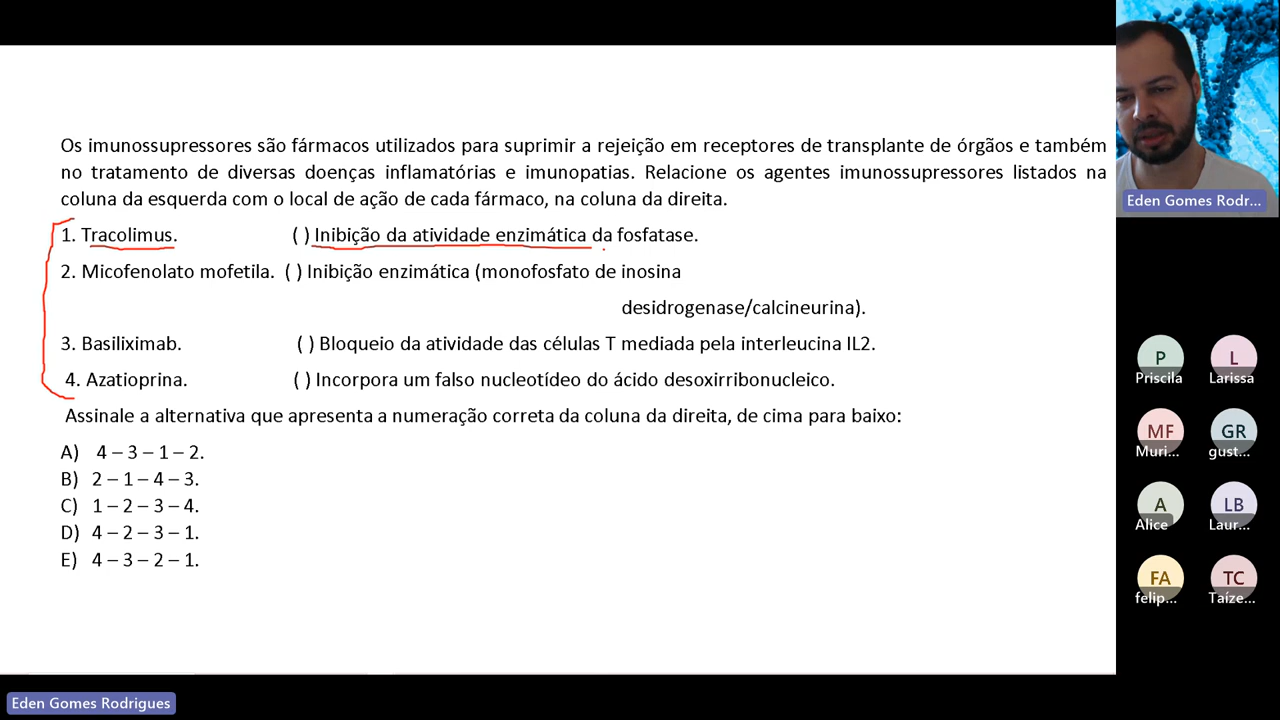 Os imunossupressores são fármacos utilizados para suprimir a rejeição em receptores de transplante de órgãos e também
no tratamento de diversas doenças inflamatórias e imunopatias. Relacione os agentes imunossupressores listados na
coluna da esquerda com o local de ação de cada fármaco, na coluna da direita.
1. Tracolimus. ( ) Inibição da atividade enzimática da fosfatase.
2. Micofenolato mofetila. ( ) Inibição enzimática (monofosfato de inosina
desidrogenase/calcineurina).
3. Basiliximab. ( ) Bloqueio da atividade das células T mediada pela interleucina IL2.
4. Azatioprina. ( ) Incorpora um falso nucleotídeo do ácido desoxirribonucleico.
Assinale a alternativa que apresenta a numeração correta da coluna da direita, de cima para baixo:
A) 4 – 3 – 1 – 2.
B) 2 – 1 – 4 – 3.
C) 1 – 2 – 3 – 4.
D) 4 – 2 – 3 – 1.
E) 4 – 3 – 2 – 1.
Eden Gomes Rodr...
P
Priscila
L
Larissa
MF
Muri...
GR
gust...
A
Alice
LB
Laur...
FA
felip...
TC
Taíze...
Eden Gomes Rodrigues